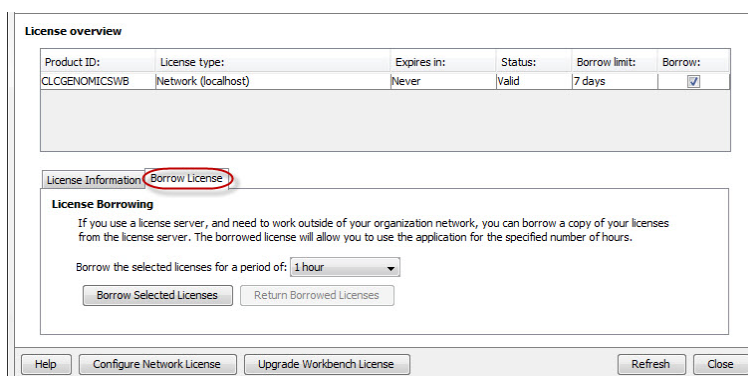 License overview
Product ID: License type: Expires in: Status: Borrow limit: Borrow:
CLCGENOMICSWB Network (localhost) Never Valid 7 days
License Information Borrow License
License Borrowing
If you use a license server, and need to work outside of your organization network, you can borrow a copy of your licenses
from the license server. The borrowed license will allow you to use the application for the specified number of hours.
Borrow the selected licenses for a period of: 1 hour
Borrow Selected Licenses Return Borrowed Licenses
Help Configure Network License Upgrade Workbench License Refresh Close